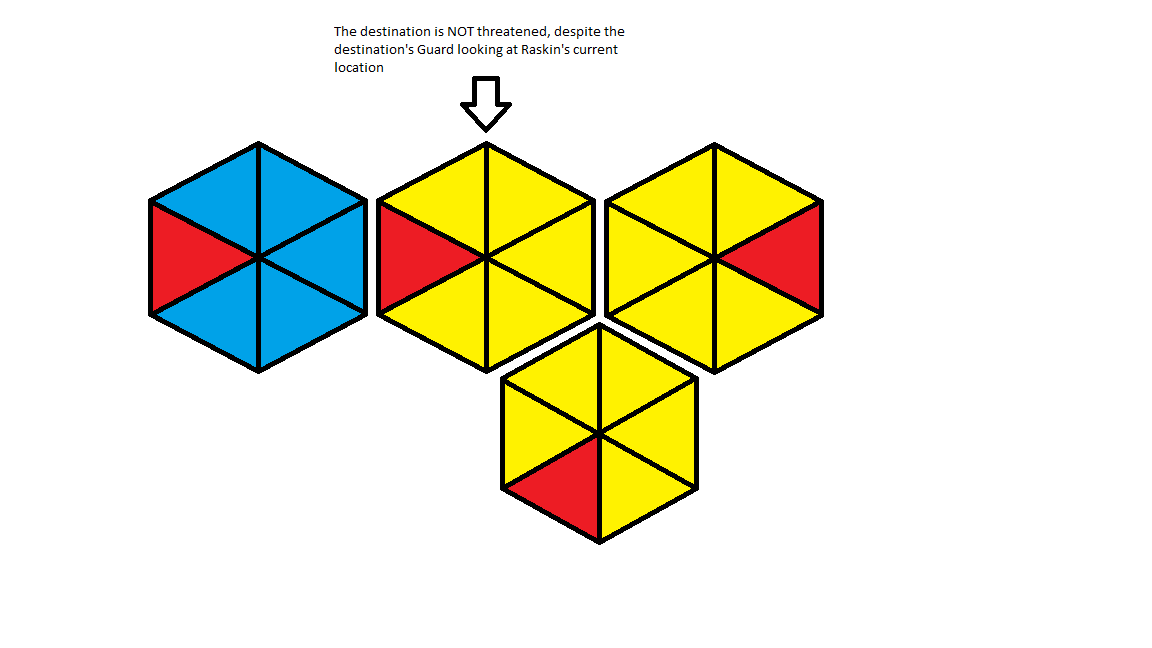 The destination is NOT threatened, despite the
destination's Guard looking at Raskin's current
location